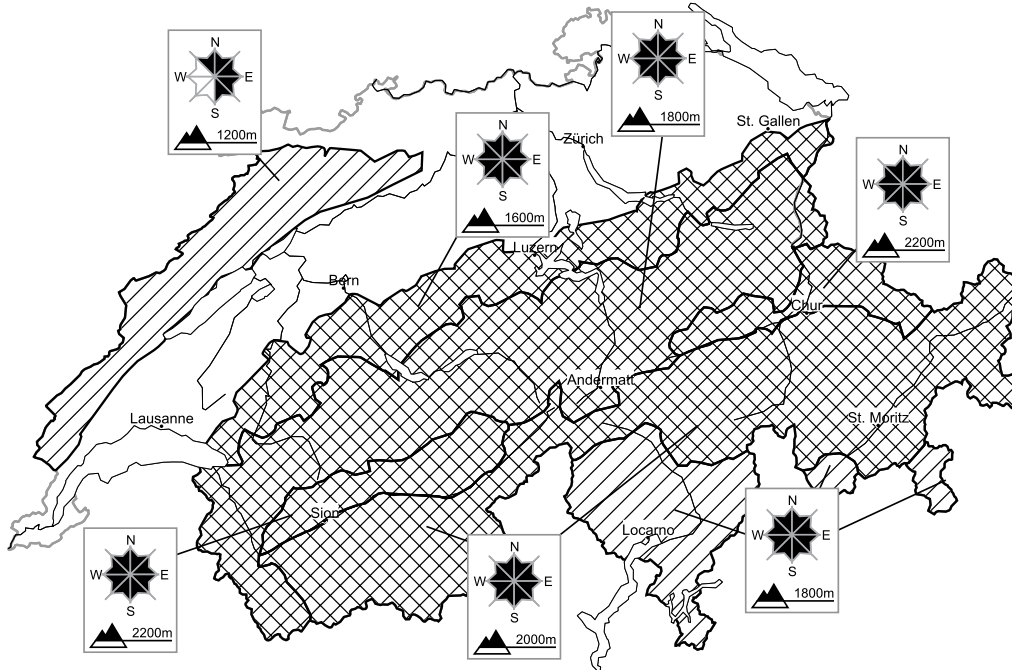 N
W E
S
1200m
N
W E
S
1800m
N
W E
S
1600m
N
W E
S
2200m
St. Gallen
Zürich
Luzern
Bern
Chur
Andermatt
Lausanne
St. Moritz
Sion
Locarno
N
W E
S
2200m
N
W E
S
2000m
N
W E
S
1800m